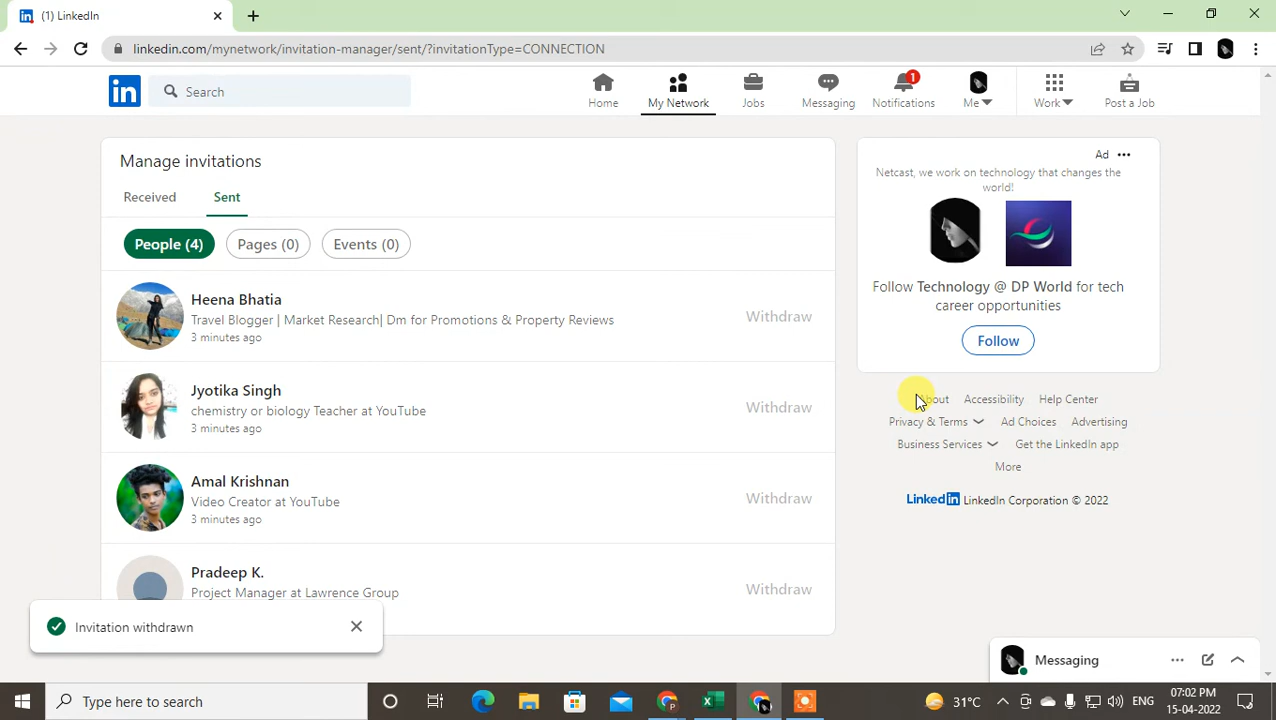 (1) LinkedIn
linkedin.com/mynetwork/invitation-manager/sent/?invitationType=CONNECTION
in
Search
Home
My Network
Jobs
Messaging
1
Notifications
Me
Work
Post a Job
Manage invitations
Received
Sent
People (4)
Pages (0)
Events (0)
Heena Bhatia
Travel Blogger | Market Research| Dm for Promotions & Property Reviews
3 minutes ago
Withdraw
Jyotika Singh
chemistry or biology Teacher at YouTube
3 minutes ago
Withdraw
Amal Krishnan
Video Creator at YouTube
3 minutes ago
Withdraw
Pradeep K.
Project Manager at Lawrence Group
Withdraw
Invitation withdrawn
Ad
Netcast, we work on technology that changes the
world!
Follow Technology @ DP World for tech
career opportunities
Follow
About Accessibility Help Center
Privacy & Terms Ad Choices Advertising
Business Services Get the LinkedIn app
More
LinkedIn LinkedIn Corporation © 2022
Messaging
Type here to search
31°C
ENG
07:02 PM
15-04-2022